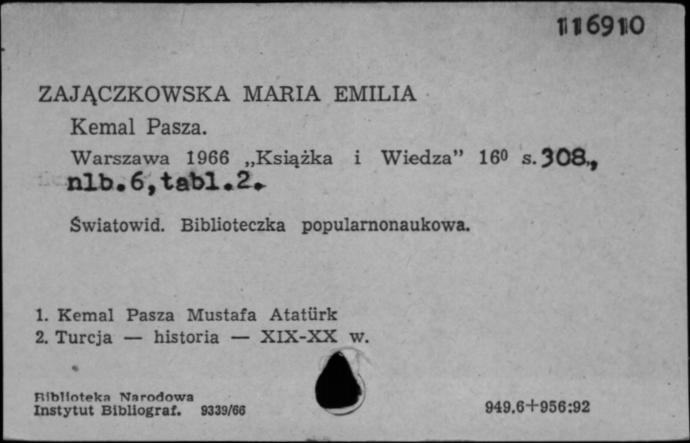 116910
ZAJĄCZKOWSKA MARIA EMILIA
Kemal Pasza.
Warszawa 1966 „Książka i Wiedza” 16⁰ s.308.,
nlb.6,tabl.2.
Światowid. Biblioteczka popularnonaukowa.
1. Kemal Pasza Mustafa Atatürk
2. Turcja — historia — XIX-XX w.
Biblioteka Narodowa
Instytut Bibliograf. 9339/66
949.6+956:92